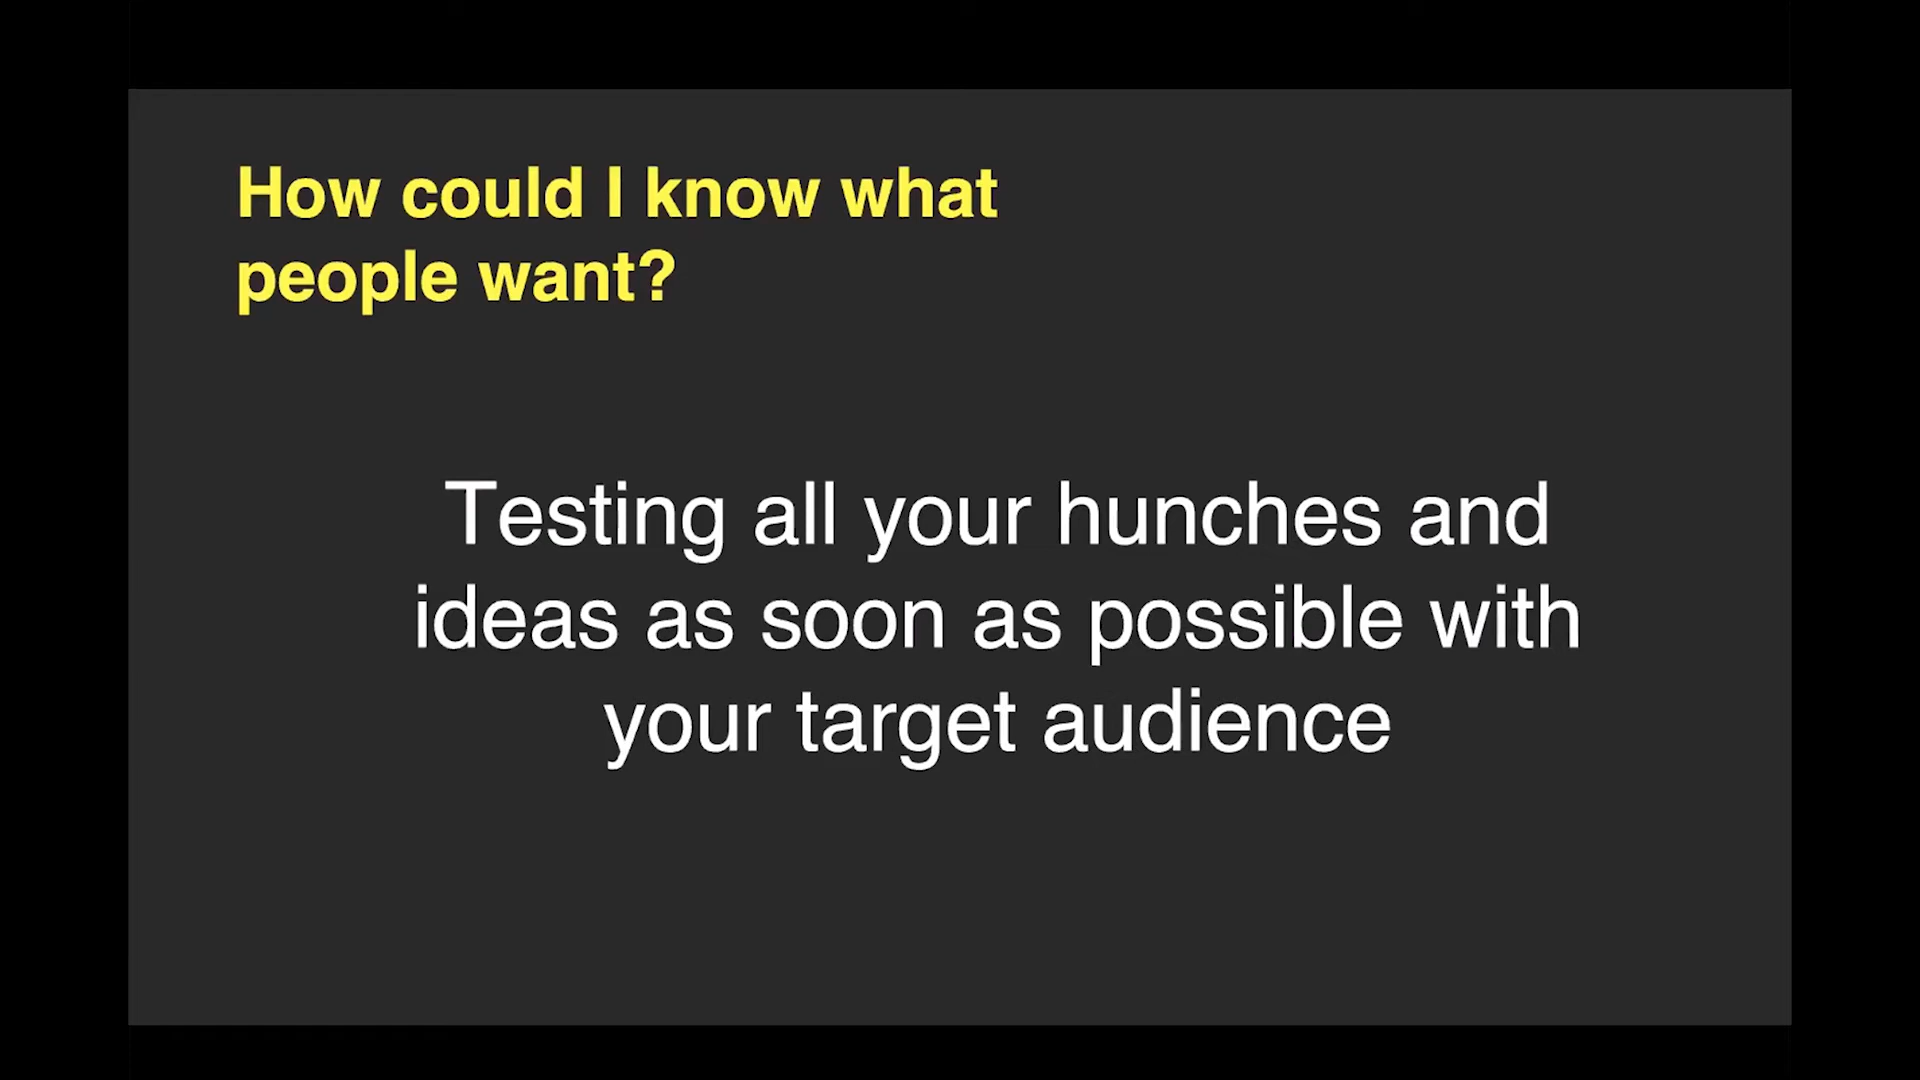 How could I know what
people want?
Testing all your hunches and
ideas as soon as possible with
your target audience